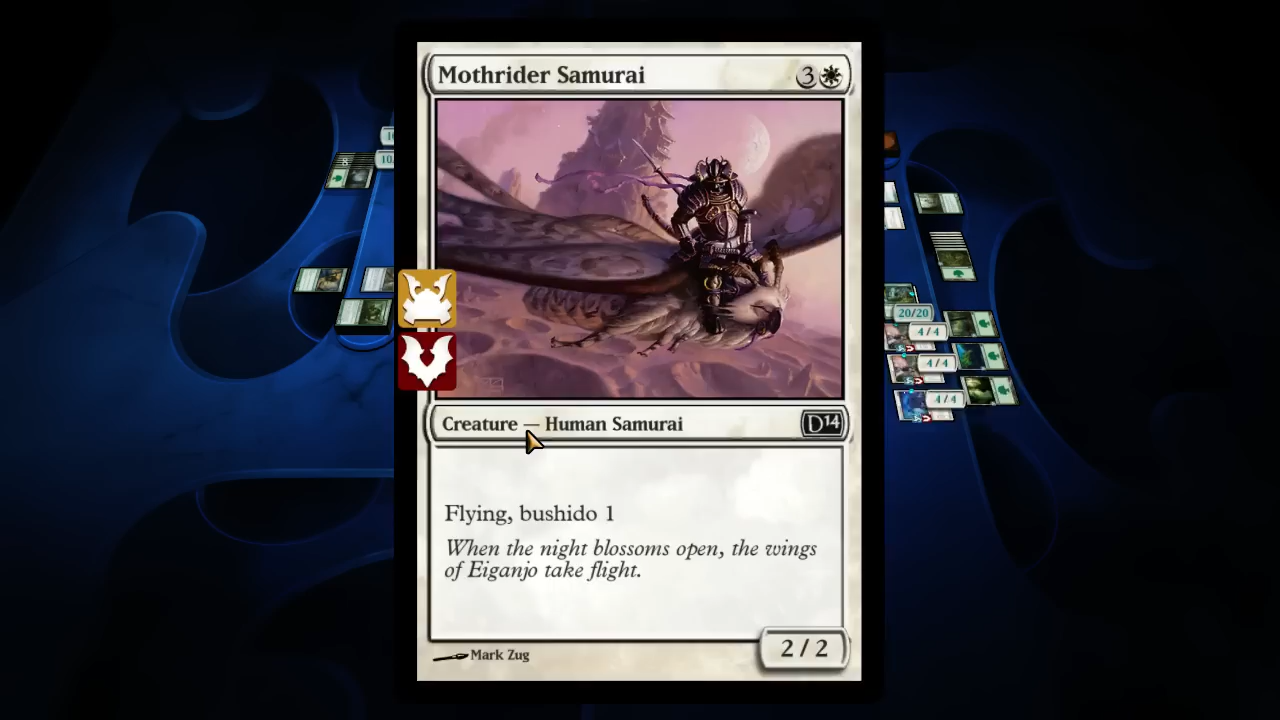 Mothrider Samurai 3
Creature — Human Samurai D14
Flying, bushido 1
When the night blossoms open, the wings
of Eiganjo take flight.
Mark Zug
2 / 2
20/20
4/4
4/4
4/4